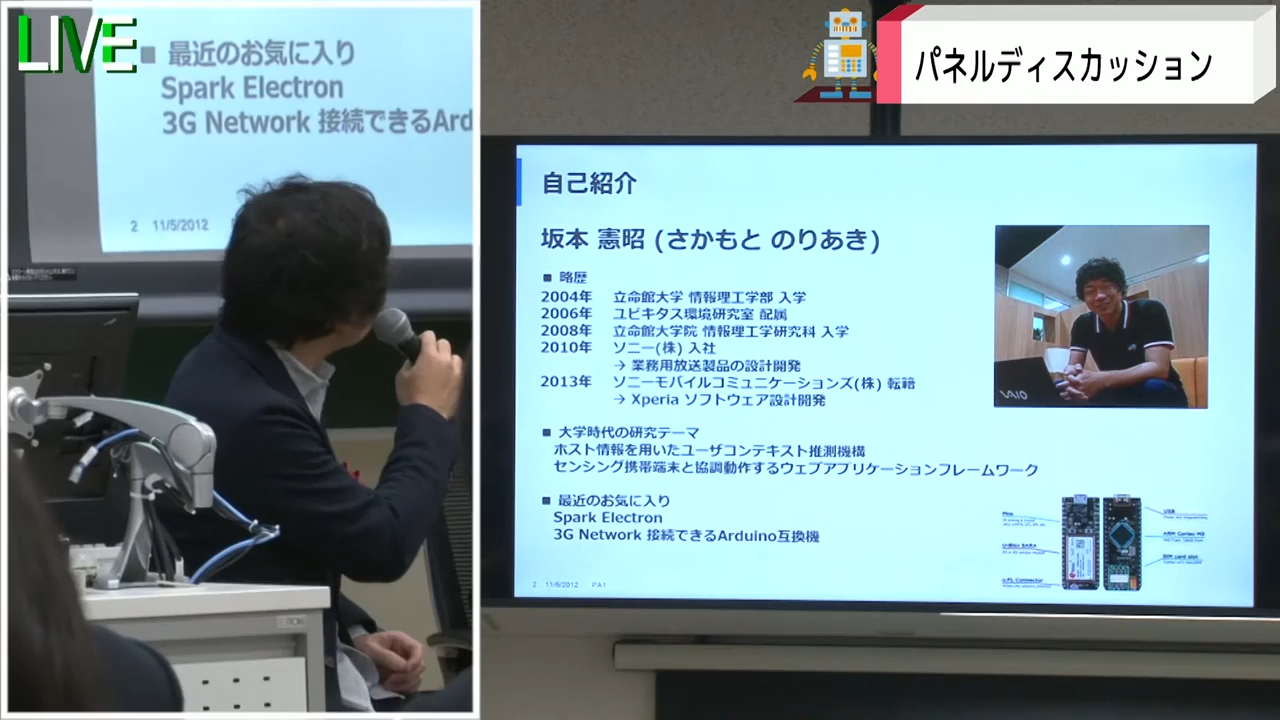 LIVE
■ 最近のお気に入り
Spark Electron
3G Network 接続できるArd
2 11/5/2012
パネルディスカッション
自己紹介
坂本 憲昭 (さかもと のりあき)
■ 略歴
2004年 立命館大学 情報理工学部 入学
2006年 ユビキタス環境研究室 配属
2008年 立命館大学院 情報理工学研究科 入学
2010年 ソニー(株) 入社
→ 業務用放送製品の設計開発
2013年 ソニーモバイルコミュニケーションズ(株) 転籍
→ Xperia ソフトウェア設計開発
■ 大学時代の研究テーマ
ホスト情報を用いたユーザコンテキスト推測機構
センシング携帯端末と協調動作するウェブアプリケーションフレームワーク
■ 最近のお気に入り
Spark Electron
3G Network 接続できるArduino互換機
VAIO
Pins
U-Blox SARA
u.FL Connector
USB
ARM Cortex M3
SIM card slot
2 11/5/2012 PA1